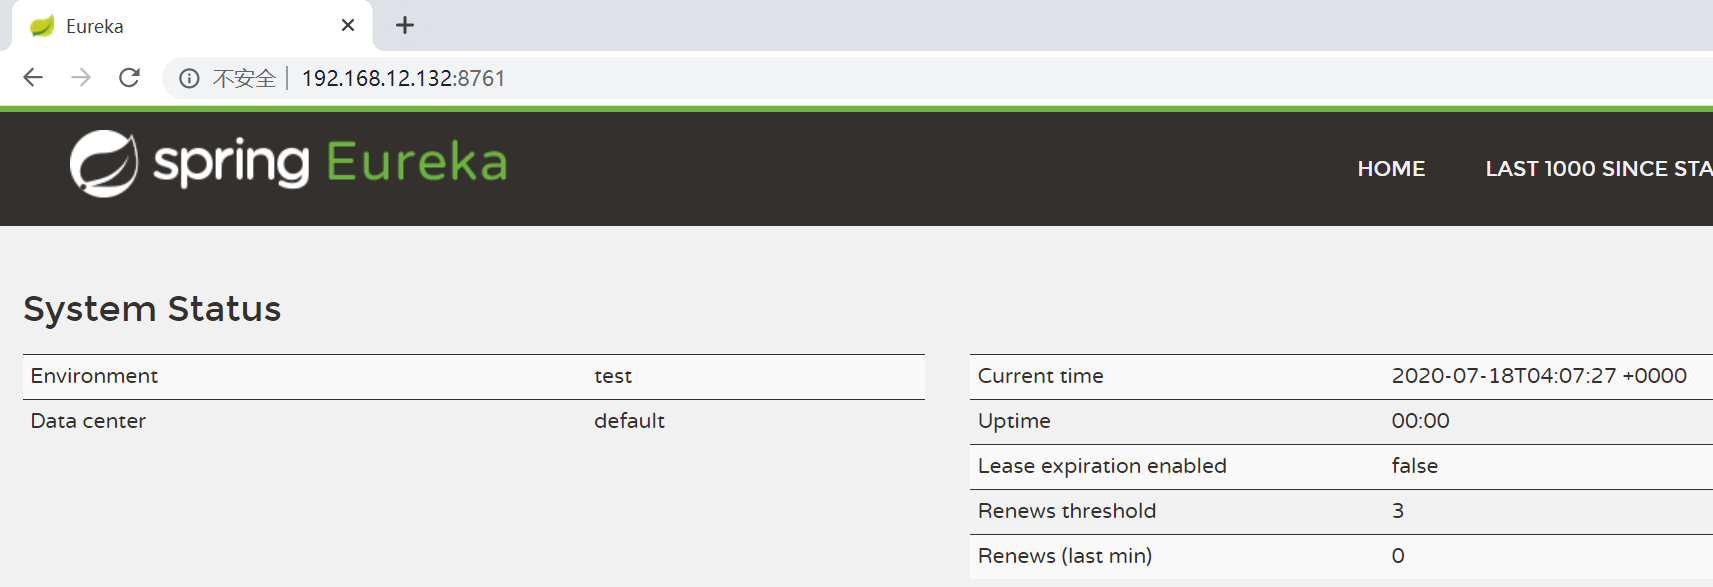 Eureka
不安全 192.168.12.132:8761
spring Eureka
HOME LAST 1000 SINCE STA
System Status
Environment test
Data center default
Current time 2020-07-18T04:07:27 +0000
Uptime 00:00
Lease expiration enabled false
Renews threshold 3
Renews (last min) 0